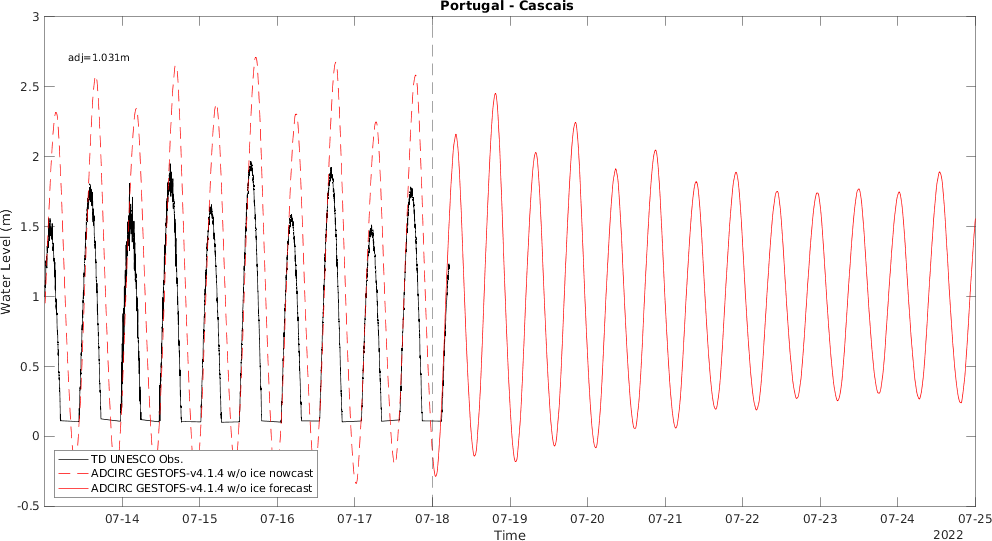 Portugal - Cascais
adj=1.031m
3
2.5
2
1.5
1
0.5
0
-0.5
Water Level (m)
TD UNESCO Obs.
ADCIRC GESTOFS-v4.1.4 w/o ice nowcast
ADCIRC GESTOFS-v4.1.4 w/o ice forecast
07-14 07-15 07-16 07-17 07-18 07-19 07-20 07-21 07-22 07-23 07-24 07-25
Time
2022